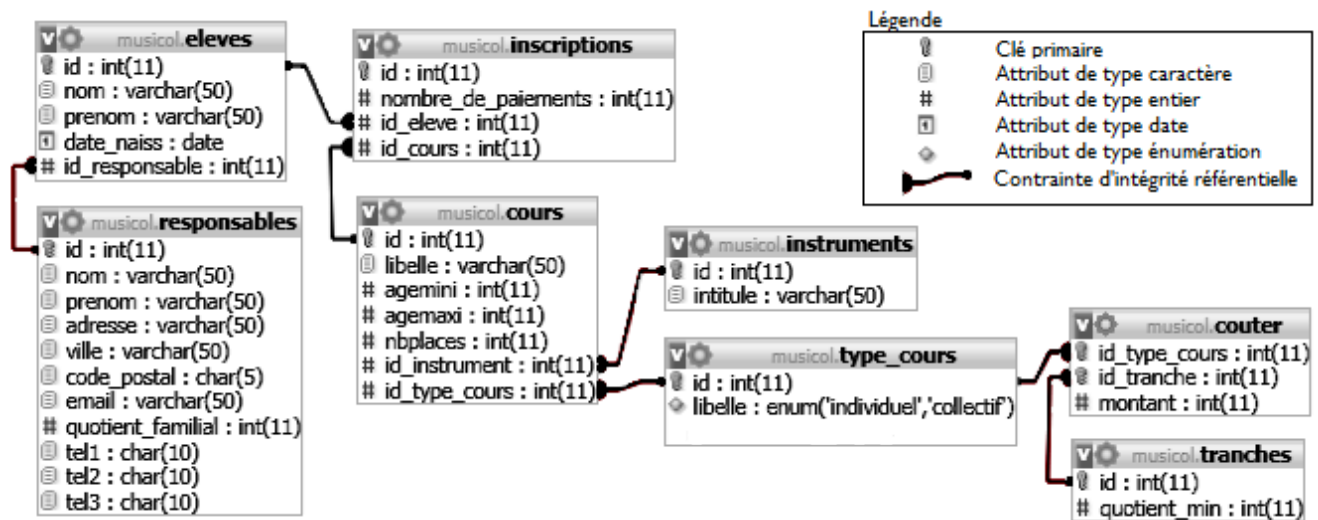 musicol.eleves
id : int(11)
nom : varchar(50)
prenom : varchar(50)
date_naiss : date
# id_responsable : int(11)
musicol.responsables
id : int(11)
nom : varchar(50)
prenom : varchar(50)
adresse : varchar(50)
ville : varchar(50)
code_postal : char(5)
email : varchar(50)
# quotient_familial : int(11)
tel1 : char(10)
tel2 : char(10)
tel3 : char(10)
musicol.inscriptions
id : int(11)
# nombre_de_paiements : int(11)
# id_eleve : int(11)
# id_cours : int(11)
musicol.cours
id : int(11)
libelle : varchar(50)
# agemini : int(11)
# agemaxi : int(11)
# nbplaces : int(11)
# id_instrument : int(11)
# id_type_cours : int(11)
musicol.instruments
id : int(11)
intitule : varchar(50)
musicol.type_cours
id : int(11)
libelle : enum('individuel','collectif')
musicol.couter
id_type_cours : int(11)
id_tranche : int(11)
# montant : int(11)
musicol.tranches
id : int(11)
# quotient_min : int(11)
Légende
Clé primaire
Attribut de type caractère
# Attribut de type entier
Attribut de type date
Attribut de type énumération
Contrainte d'intégrité référentielle